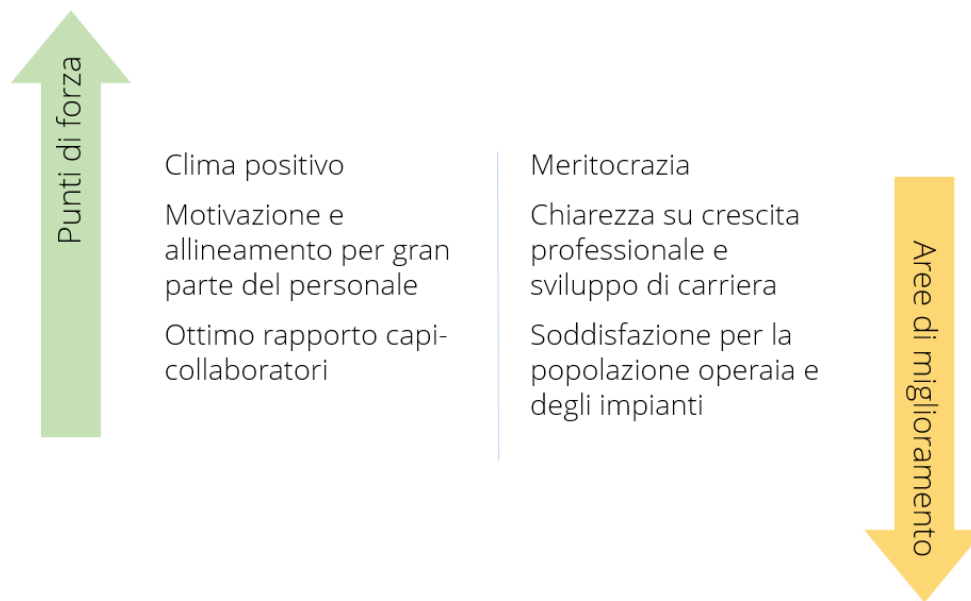 Punti di forza
Clima positivo
Motivazione e
allineamento per gran
parte del personale
Ottimo rapporto capi-
collaboratori
Meritocrazia
Chiarezza su crescita
professionale e
sviluppo di carriera
Soddisfazione per la
popolazione operaia e
degli impianti
Aree di miglioramento